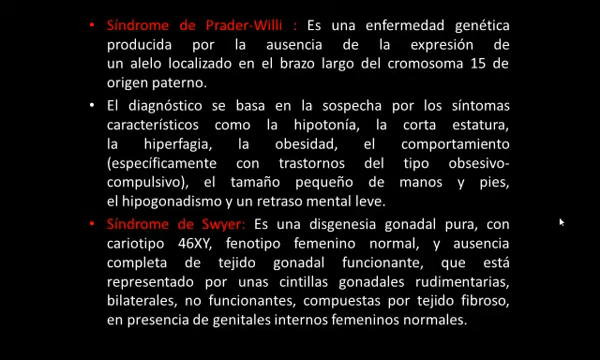 • Síndrome de Prader-Willi : Es una enfermedad genética
producida por la ausencia de la expresión de
un alelo localizado en el brazo largo del cromosoma 15 de
origen paterno.
• El diagnóstico se basa en la sospecha por los síntomas
característicos como la hipotonía, la corta estatura,
la hiperfagia, la obesidad, el comportamiento
(específicamente con trastornos del tipo obsesivo-
compulsivo), el tamaño pequeño de manos y pies,
el hipogonadismo y un retraso mental leve.
• Síndrome de Swyer: Es una disgenesia gonadal pura, con
cariotipo 46XY, fenotipo femenino normal, y ausencia
completa de tejido gonadal funcionante, que está
representado por unas cintillas gonadales rudimentarias,
bilaterales, no funcionantes, compuestas por tejido fibroso,
en presencia de genitales internos femeninos normales.